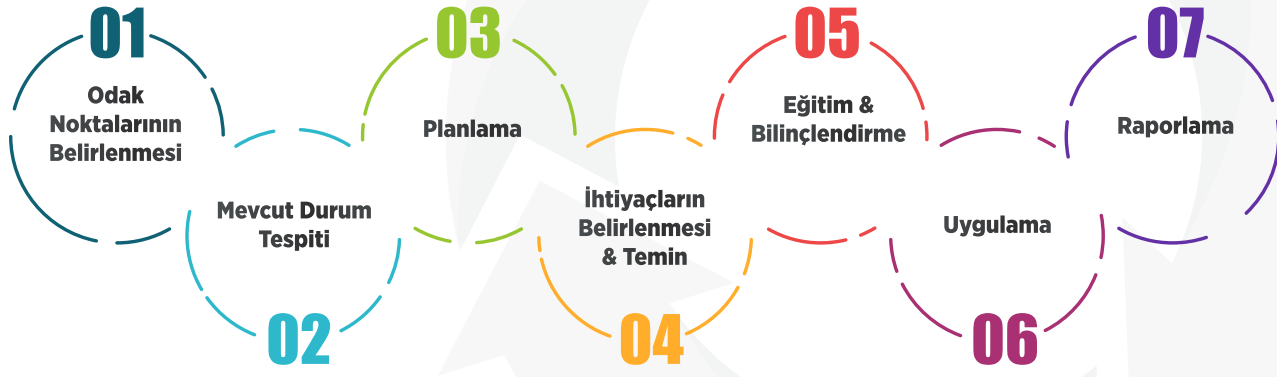 01
Odak
Noktalarının
Belirlenmesi
02
Mevcut Durum
Tespiti
03
Planlama
04
İhtiyaçların
Belirlenmesi
& Temin
05
Eğitim &
Bilinçlendirme
06
Uygulama
07
Raporlama